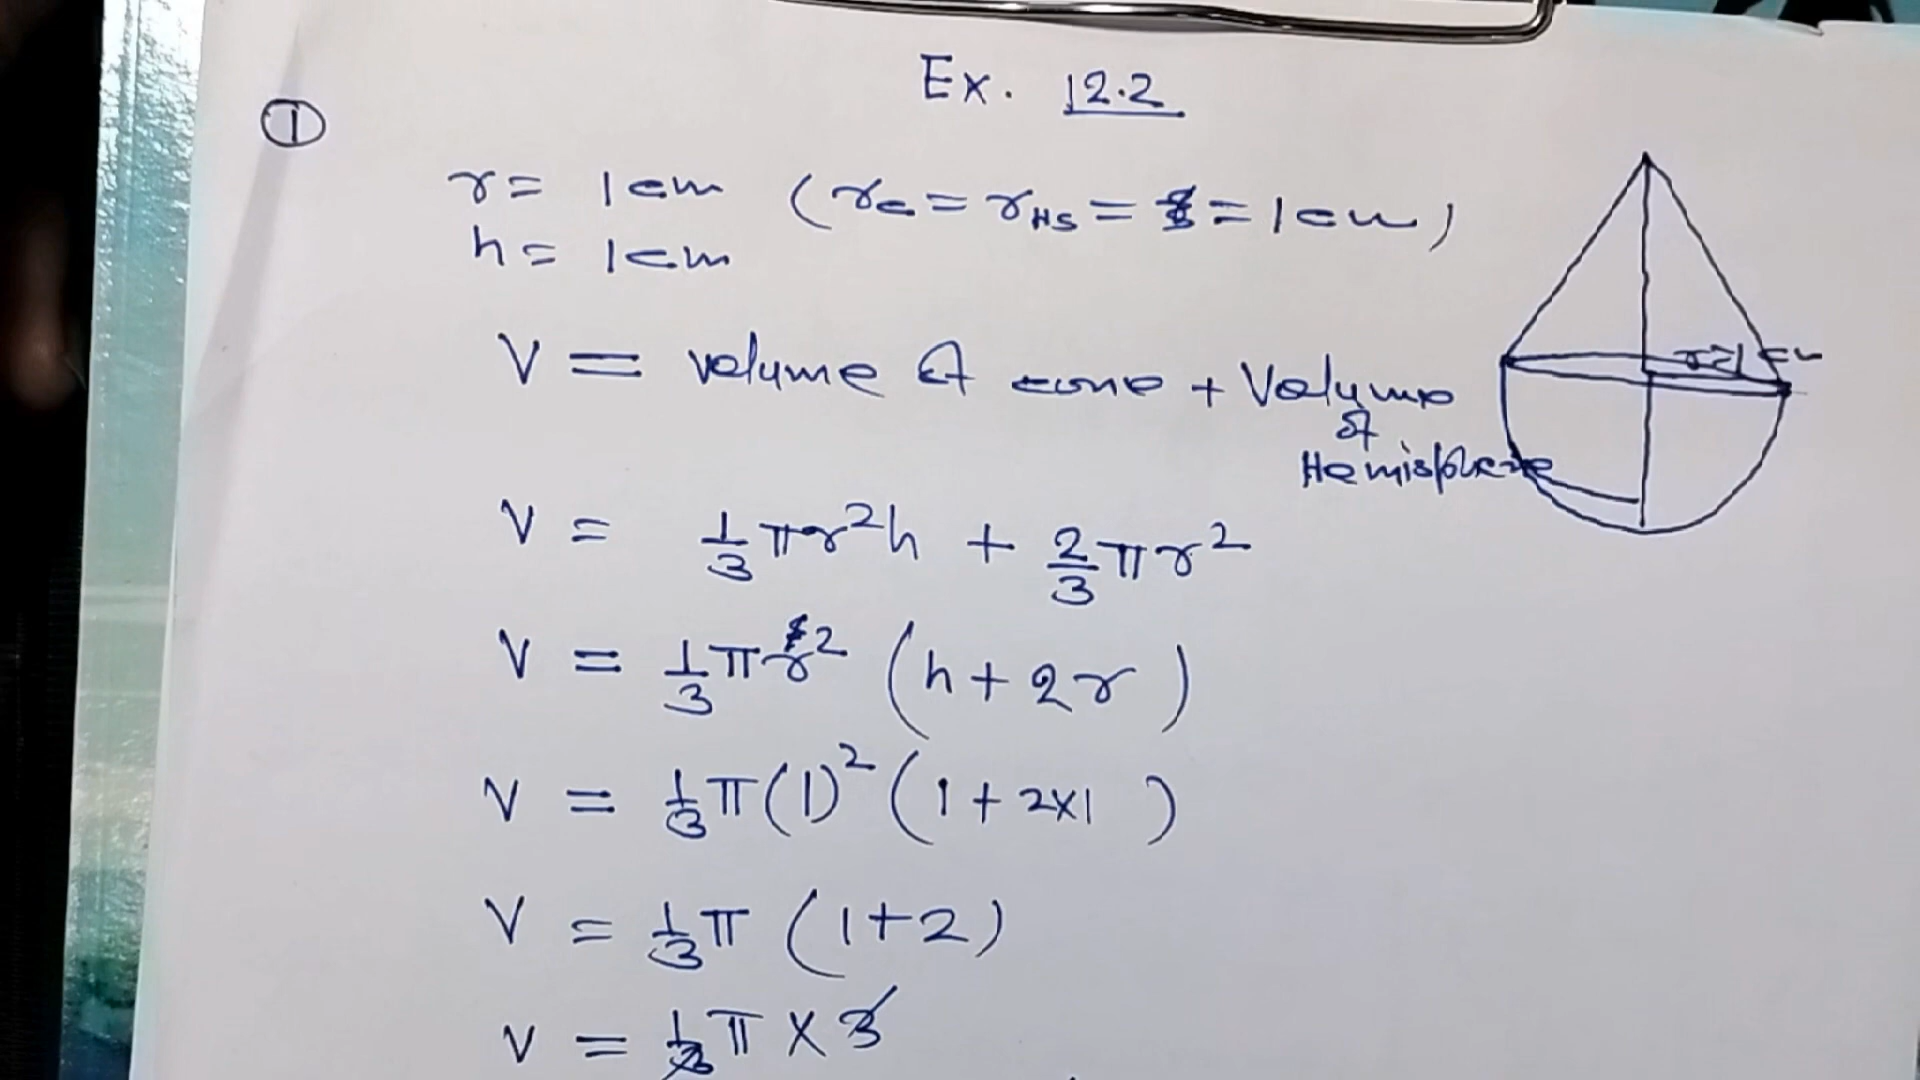 Ex. 12.2
①
r = 1cm (rc = rHS = = 1cm)
h = 1cm
r=1cm
V = volume of cone + Volume
of
Hemisphere
V = 1/3 πr²h + 2/3 πr²
V = 1/3 πr² (h + 2r)
V = 1/3 π(1)² (1 + 2×1)
V = 1/3 π (1+2)
V = 1/3 π × 3